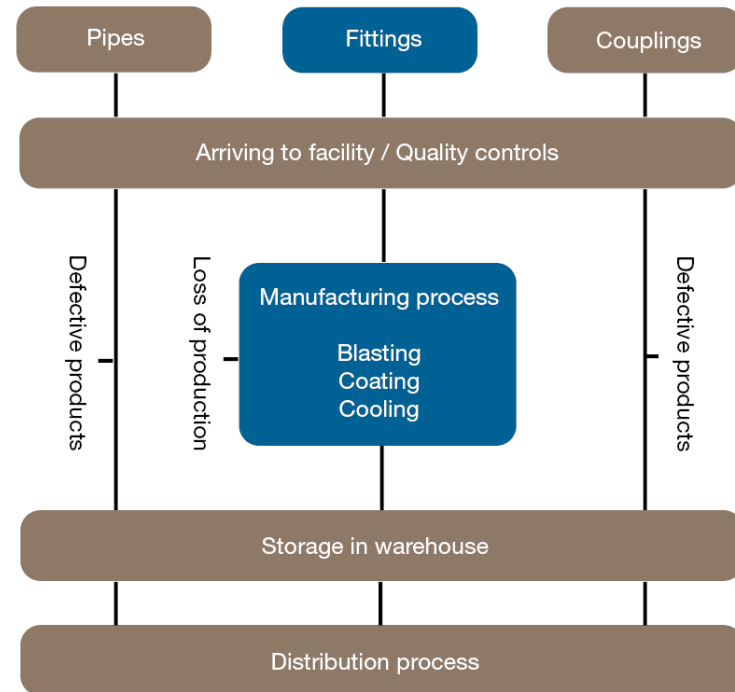 Pipes
Fittings
Couplings
Arriving to facility / Quality controls
Defective products
Loss of production
Manufacturing process
Blasting
Coating
Cooling
Defective products
Storage in warehouse
Distribution process